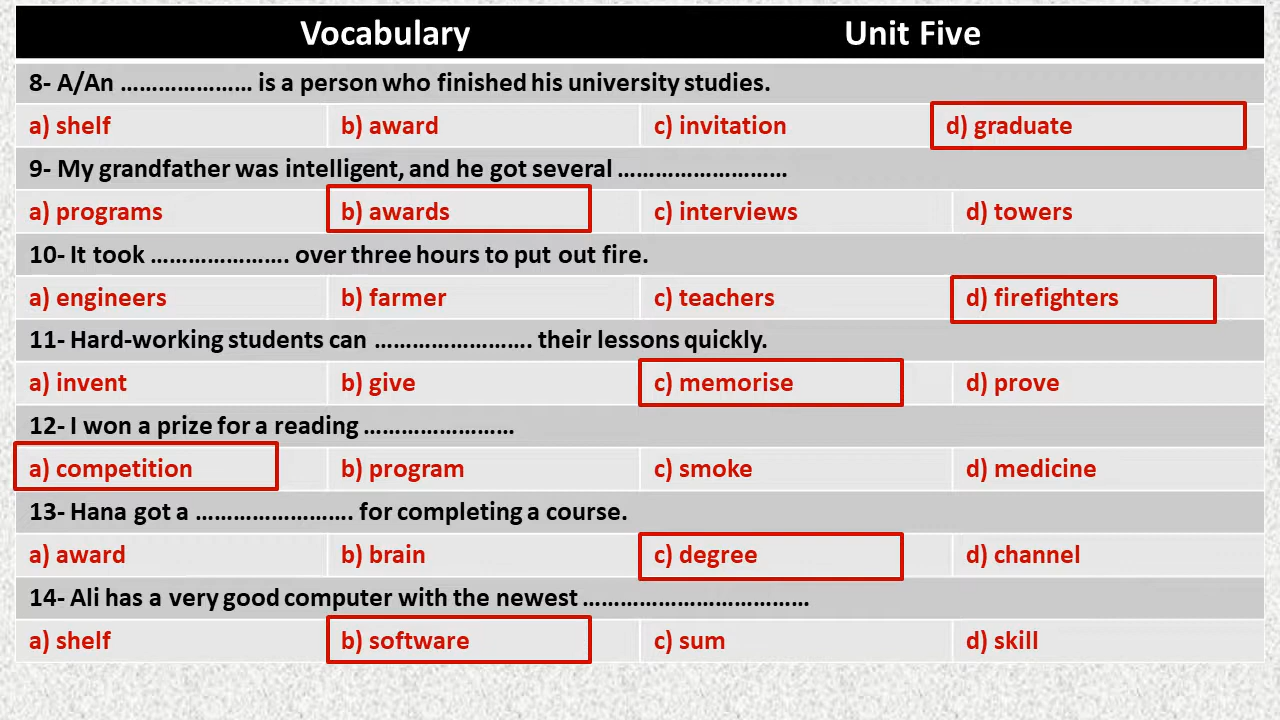 Vocabulary Unit Five
8- A/An ………………… is a person who finished his university studies.
a) shelf b) award c) invitation d) graduate
9- My grandfather was intelligent, and he got several ………………………
a) programs b) awards c) interviews d) towers
10- It took …………………. over three hours to put out fire.
a) engineers b) farmer c) teachers d) firefighters
11- Hard-working students can ……………………. their lessons quickly.
a) invent b) give c) memorise d) prove
12- I won a prize for a reading ……………………
a) competition b) program c) smoke d) medicine
13- Hana got a ……………………. for completing a course.
a) award b) brain c) degree d) channel
14- Ali has a very good computer with the newest ………………………………
a) shelf b) software c) sum d) skill